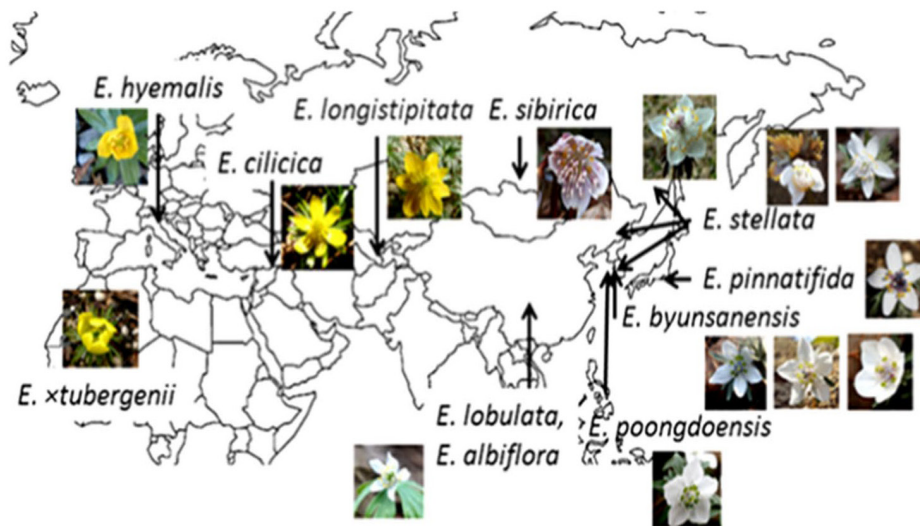 E. hyemalis
E. longistipitata
E. sibirica
E. cilicica
E. stellata
E. pinnatifida
E. byunsanensis
E. ×tubergenii
E. lobulata,
E. albiflora
E. poongdoensis